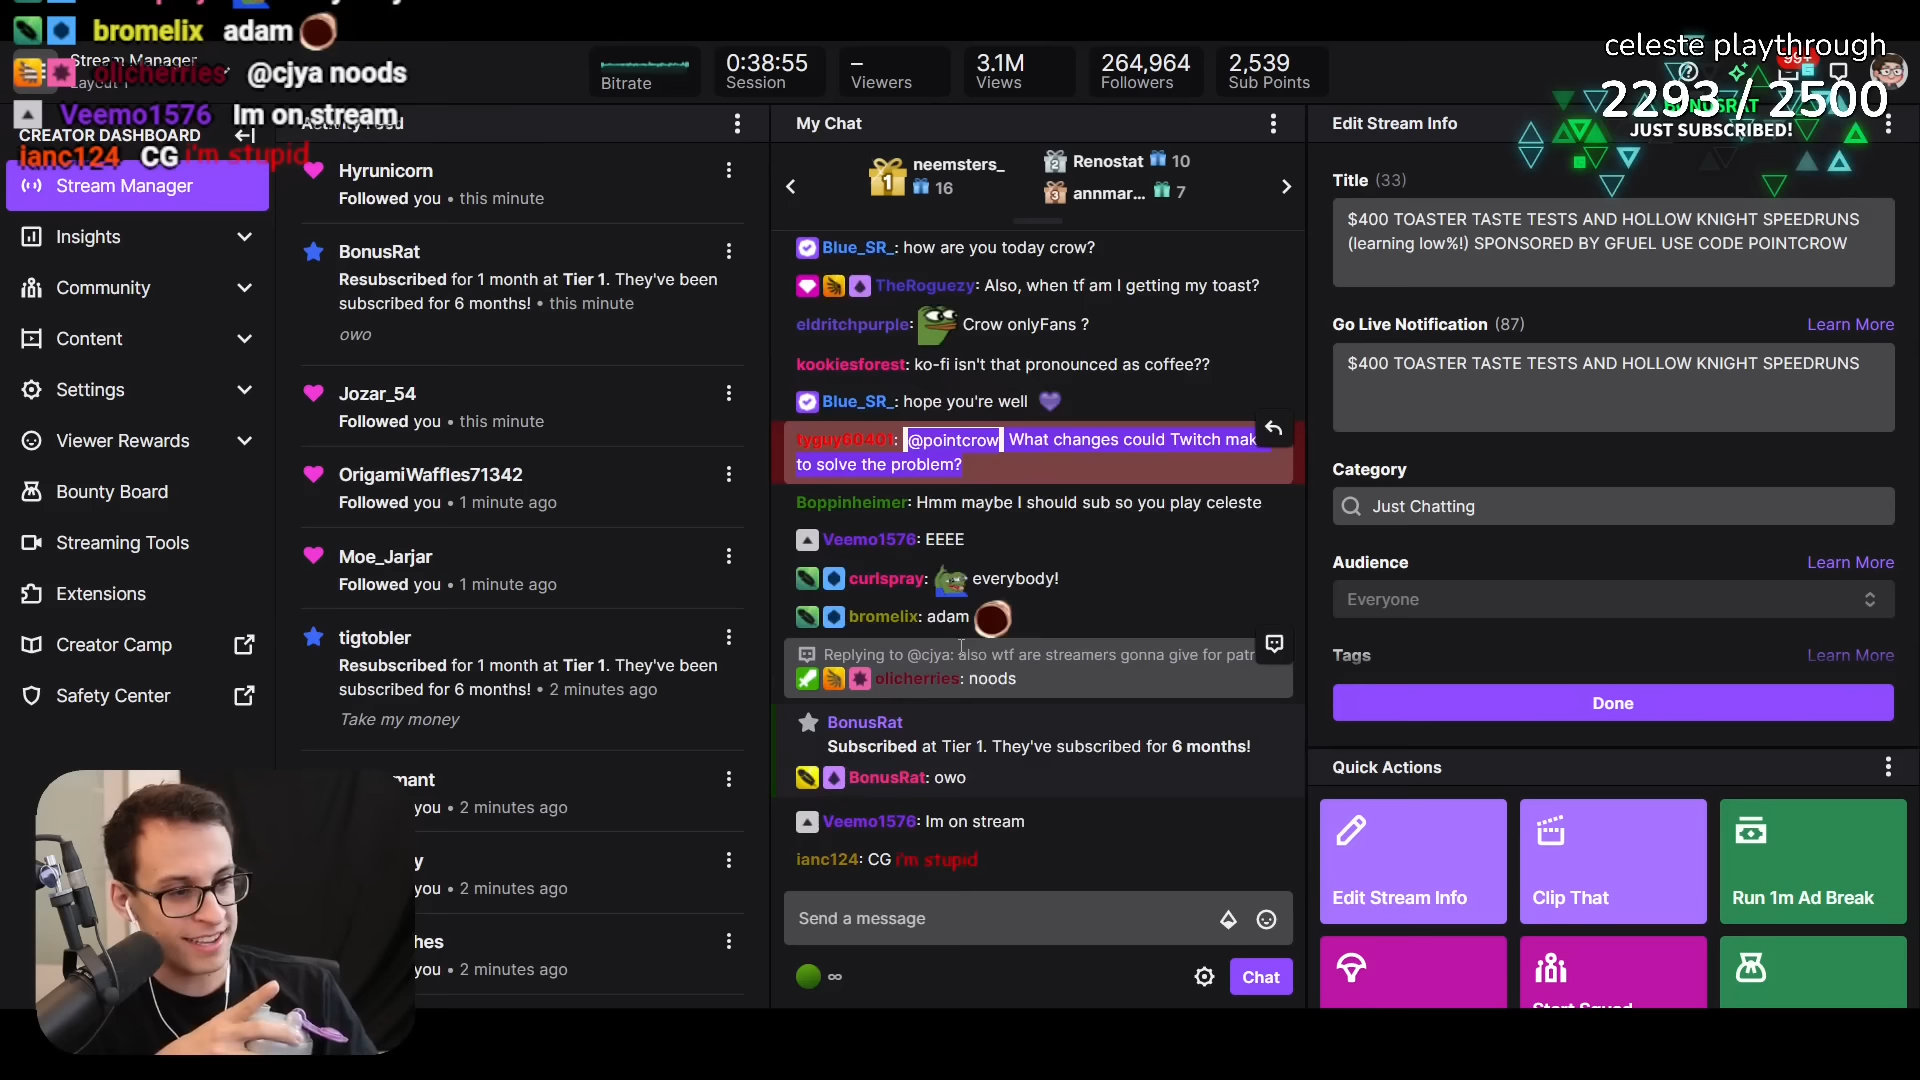 bromelix adam
olicherries @cjya noods
Veemo1576 Im on stream
ianc124 CG i'm stupid
Stream Manager
CREATOR DASHBOARD
Stream Manager
Insights
Community
Content
Settings
Viewer Rewards
Bounty Board
Streaming Tools
Extensions
Creator Camp
Safety Center
Bitrate
0:38:55
Session
–
Viewers
3.1M
Views
264,964
Followers
2,539
Sub Points
celeste playthrough
99+
2293 / 2500
BONUSRAT
JUST SUBSCRIBED!
Hyrunicorn
Followed you • this minute
BonusRat
Resubscribed for 1 month at Tier 1. They've been
subscribed for 6 months! • this minute
owo
Jozar_54
Followed you • this minute
OrigamiWaffles71342
Followed you • 1 minute ago
Moe_Jarjar
Followed you • 1 minute ago
tigtobler
Resubscribed for 1 month at Tier 1. They've been
subscribed for 6 months! • 2 minutes ago
Take my money
mant
you • 2 minutes ago
y
you • 2 minutes ago
hes
you • 2 minutes ago
My Chat
1 neemsters_
16
2 Renostat 10
3 annmar... 7
Blue_SR_: how are you today crow?
TheRoguezy: Also, when tf am I getting my toast?
eldritchpurple: Crow onlyFans ?
kookiesforest: ko-fi isn't that pronounced as coffee??
Blue_SR_: hope you're well
tyguy60401: @pointcrow What changes could Twitch mak
to solve the problem?
Boppinheimer: Hmm maybe I should sub so you play celeste
Veemo1576: EEEE
curlspray: everybody!
bromelix: adam
Replying to @cjya: also wtf are streamers gonna give for patr
olicherries: noods
BonusRat
Subscribed at Tier 1. They've subscribed for 6 months!
BonusRat: owo
Veemo1576: Im on stream
ianc124: CG i'm stupid
Send a message
∞
Chat
Edit Stream Info
Title (33)
$400 TOASTER TASTE TESTS AND HOLLOW KNIGHT SPEEDRUNS
(learning low%!) SPONSORED BY GFUEL USE CODE POINTCROW
Go Live Notification (87) Learn More
$400 TOASTER TASTE TESTS AND HOLLOW KNIGHT SPEEDRUNS
Category
Just Chatting
Audience Learn More
Everyone
Tags Learn More
Done
Quick Actions
Edit Stream Info
Clip That
Run 1m Ad Break